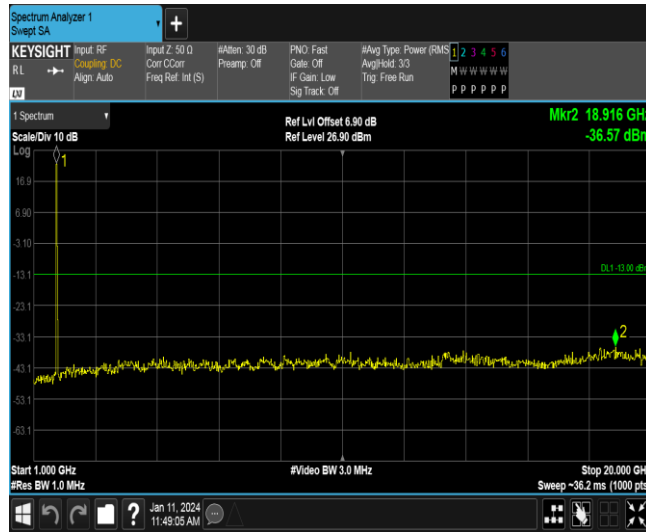 Spectrum Analyzer 1
Swept SA
+
KEYSIGHT
RL
LXI
Input: RF
Coupling: DC
Align: Auto
Input Z: 50 Ω
Corr CCorr
Freq Ref: Int (S)
#Atten: 30 dB
Preamp: Off
PNO: Fast
Gate: Off
IF Gain: Low
Sig Track: Off
#Avg Type: Power (RMS
Avg|Hold: 3/3
Trig: Free Run
1 2 3 4 5 6
M W W W W W
P P P P P P
1 Spectrum
Scale/Div 10 dB
Log
Ref Lvl Offset 6.90 dB
Ref Level 26.90 dBm
Mkr2 18.916 GHz
-36.57 dBm
1
16.9
6.90
-3.10
-13.1
DL1 -13.00 dBm
-23.1
-33.1
2
-43.1
-53.1
-63.1
Start 1.000 GHz
#Video BW 3.0 MHz
Stop 20.000 GHz
#Res BW 1.0 MHz
Sweep ~36.2 ms (1000 pts)
?
Jan 11, 2024
11:49:05 AM